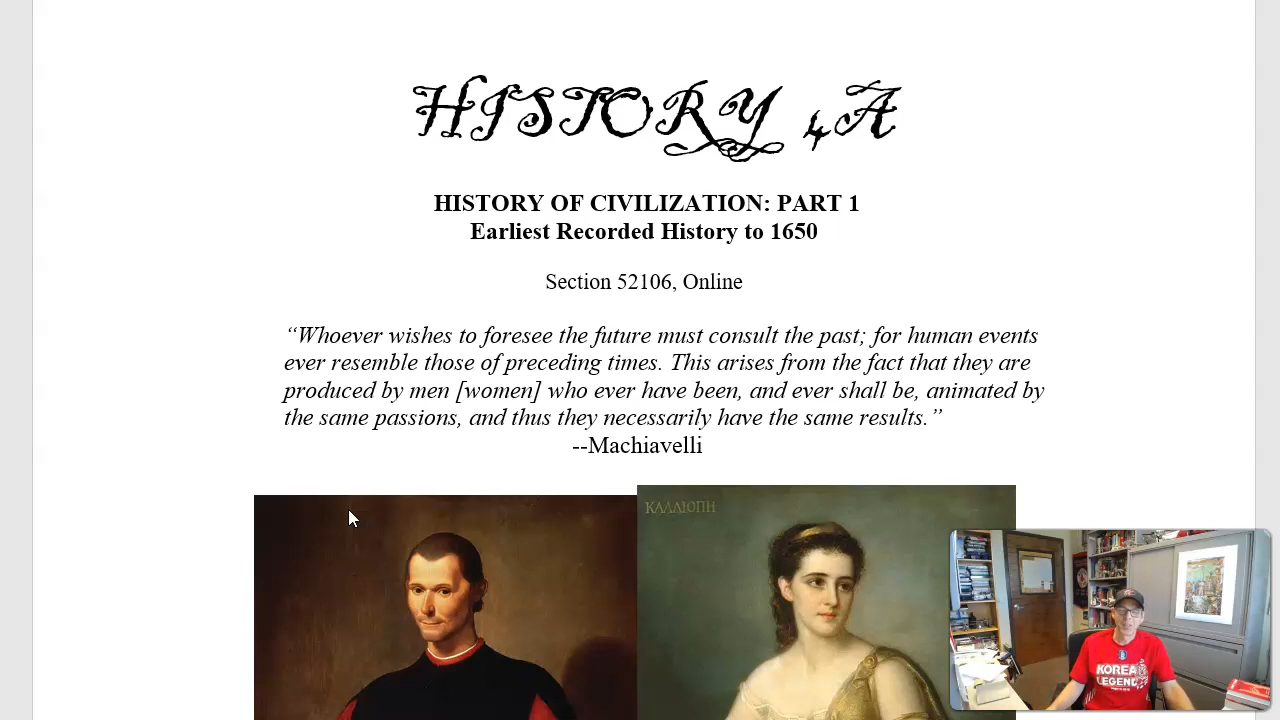 HISTORY 4A
HISTORY OF CIVILIZATION: PART 1
Earliest Recorded History to 1650
Section 52106, Online
“Whoever wishes to foresee the future must consult the past; for human events
ever resemble those of preceding times. This arises from the fact that they are
produced by men [women] who ever have been, and ever shall be, animated by
the same passions, and thus they necessarily have the same results.”
--Machiavelli
ΚΑΛΛΙΟΠΗ
KOREA
LEGEND